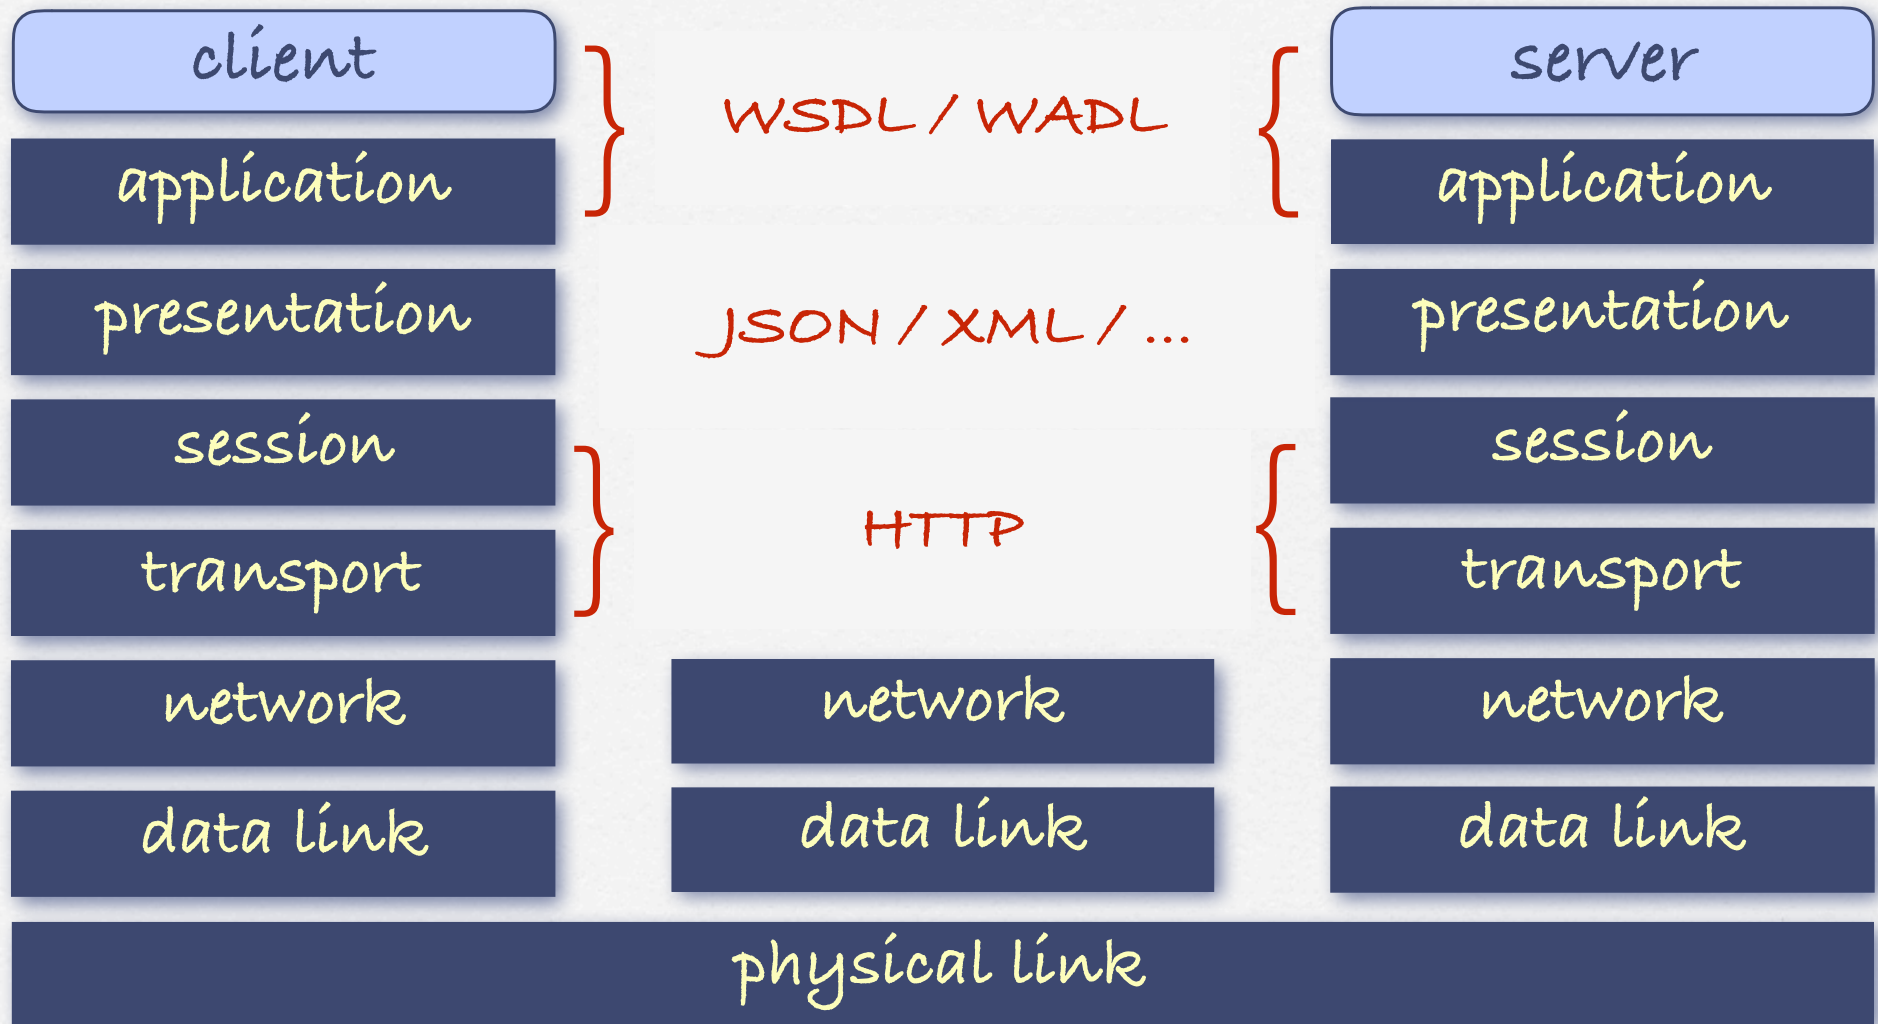 client
server
WSDL / WADL
application
application
presentation
JSON / XML / ...
presentation
session
session
HTTP
transport
transport
network
network
network
data link
data link
data link
physical link